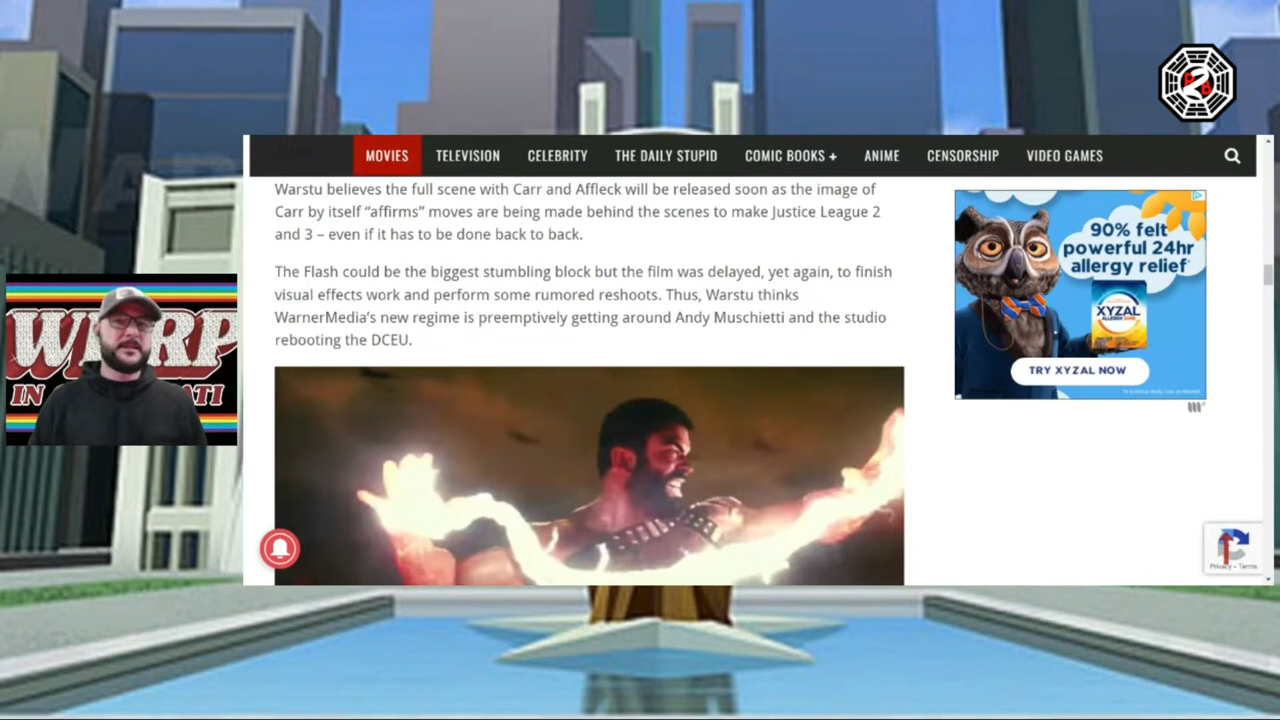 MOVIES TELEVISION CELEBRITY THE DAILY STUPID COMIC BOOKS + ANIME CENSORSHIP VIDEO GAMES
Warstu believes the full scene with Carr and Affleck will be released soon as the image of
Carr by itself “affirms” moves are being made behind the scenes to make Justice League 2
and 3 – even if it has to be done back to back.
The Flash could be the biggest stumbling block but the film was delayed, yet again, to finish
visual effects work and perform some rumored reshoots. Thus, Warstu thinks
WarnerMedia’s new regime is preemptively getting around Andy Muschietti and the studio
rebooting the DCEU.
90% felt
powerful 24hr
allergy relief
XYZAL
TRY XYZAL NOW
IN
Privacy - Terms